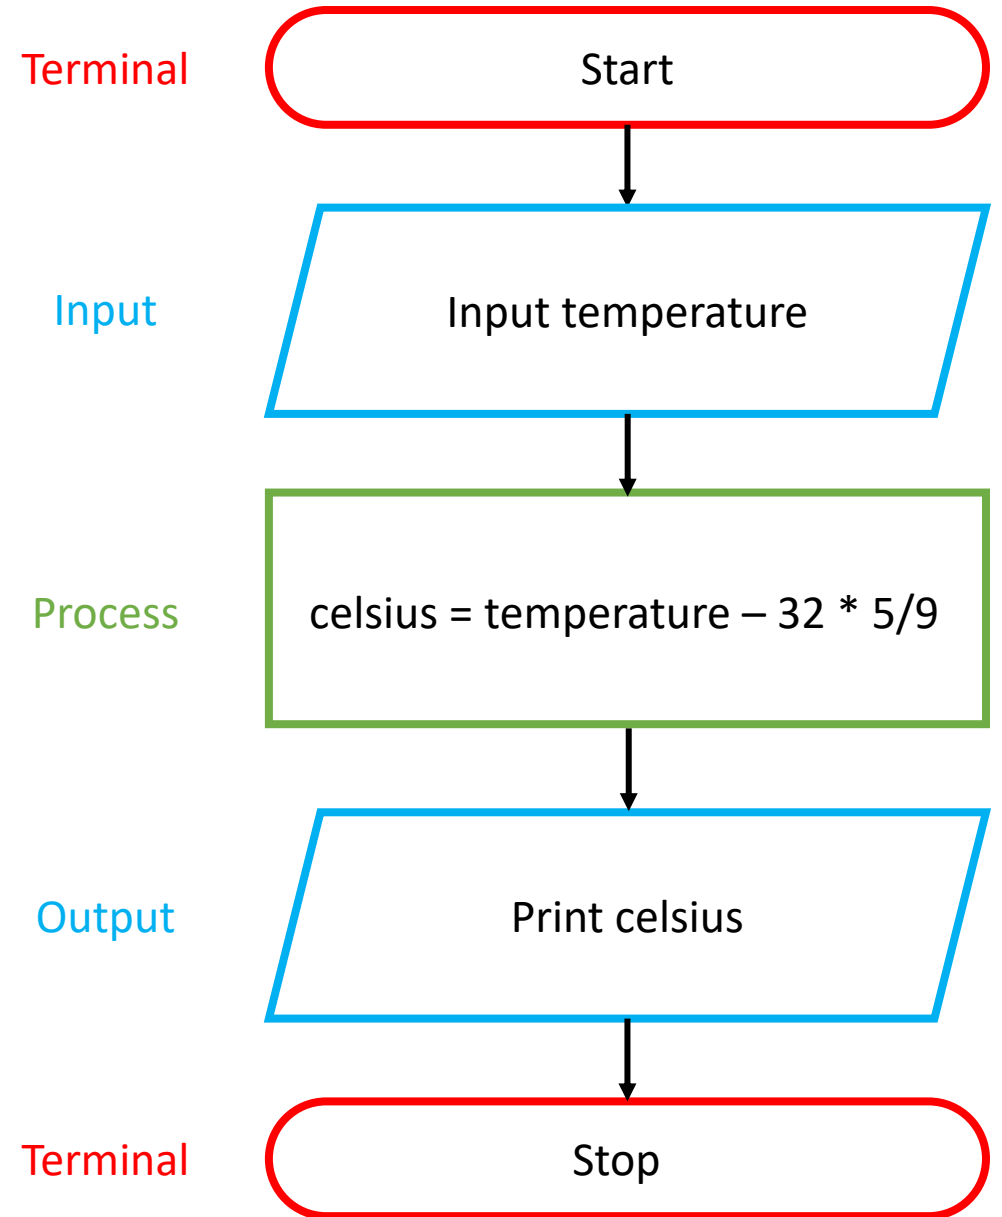 Terminal
Start
Input
Input temperature
Process
celsius = temperature – 32 * 5/9
Output
Print celsius
Terminal
Stop